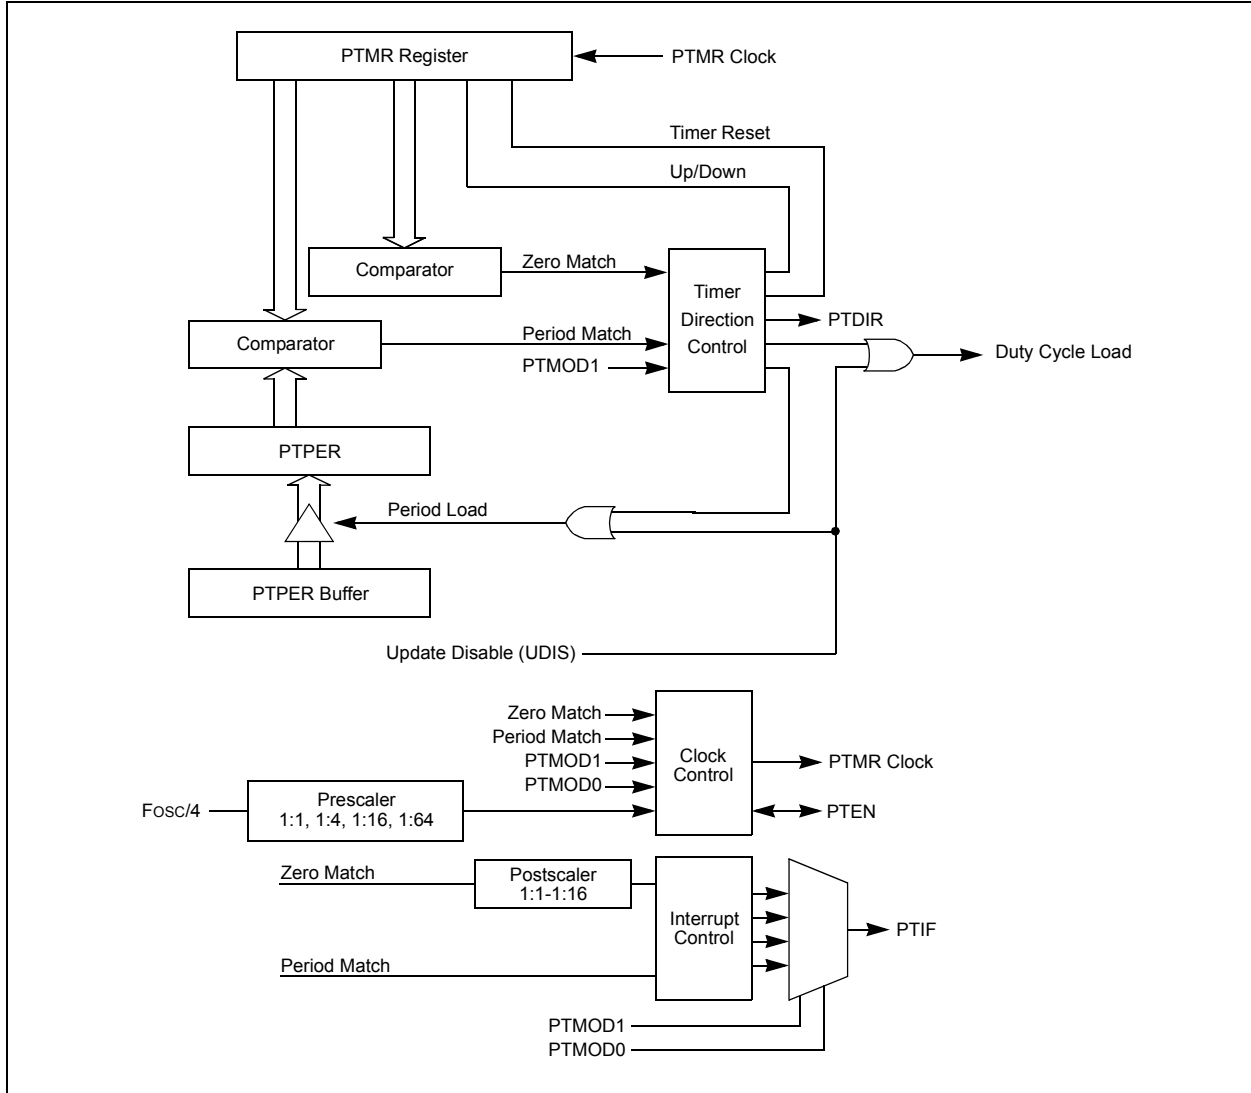 PTMR Register
PTMR Clock
Timer Reset
Up/Down
Comparator
Zero Match
Timer
Direction
Control
PTDIR
Comparator
Period Match
PTMOD1
Duty Cycle Load
PTPER
Period Load
PTPER Buffer
Update Disable (UDIS)
Zero Match
Period Match
PTMOD1
PTMOD0
Clock
Control
PTMR Clock
PTEN
FOSC/4
Prescaler
1:1, 1:4, 1:16, 1:64
Zero Match
Postscaler
1:1-1:16
Interrupt
Control
PTIF
Period Match
PTMOD1
PTMOD0